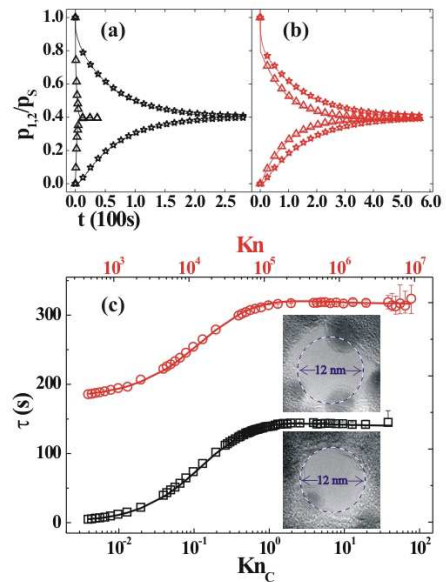 (a) (b)
1.0
0.8
0.6
0.4
0.2
0.0
p1,2/pS
0.0 0.5 1.0 1.5 2.0 2.5 0.0 1.0 2.0 3.0 4.0 5.0 6.0
t (100s)
Kn
10³ 10⁴ 10⁵ 10⁶ 10⁷
(c)
300
200
100
0
τ (s)
12 nm
12 nm
10⁻² 10⁻¹ 10⁰ 10¹ 10²
KnC